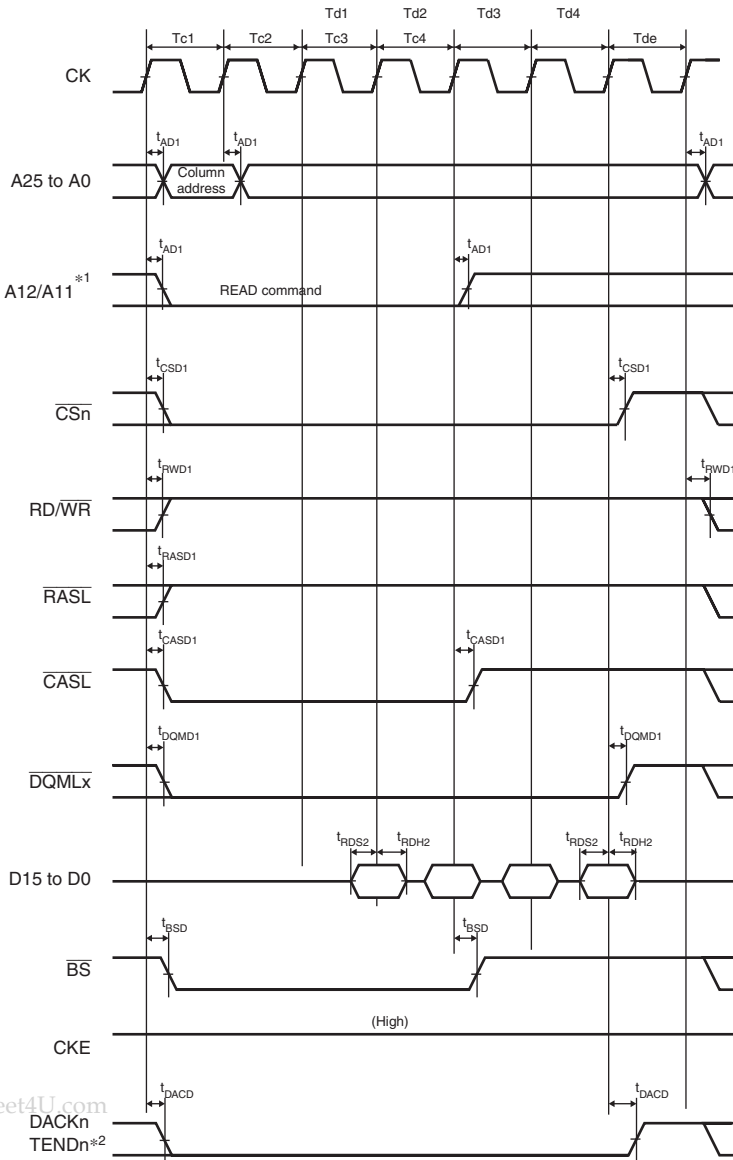 Td1 Td2 Td3 Td4
Tc1 Tc2 Tc3 Tc4 Tde
CK
tAD1 tAD1 tAD1
A25 to A0 Column address
tAD1 tAD1
A12/A11*1 READ command
tCSD1 tCSD1
CSn
tRWD1 tRWD1
RD/WR
tRASD1
RASL
tCASD1 tCASD1
CASL
tDQMD1 tDQMD1
DQMLx
tRDS2 tRDH2 tRDS2 tRDH2
D15 to D0
tBSD tBSD
BS
(High)
CKE
eet4U.com
tDACD tDACD
DACKn
TENDn*2